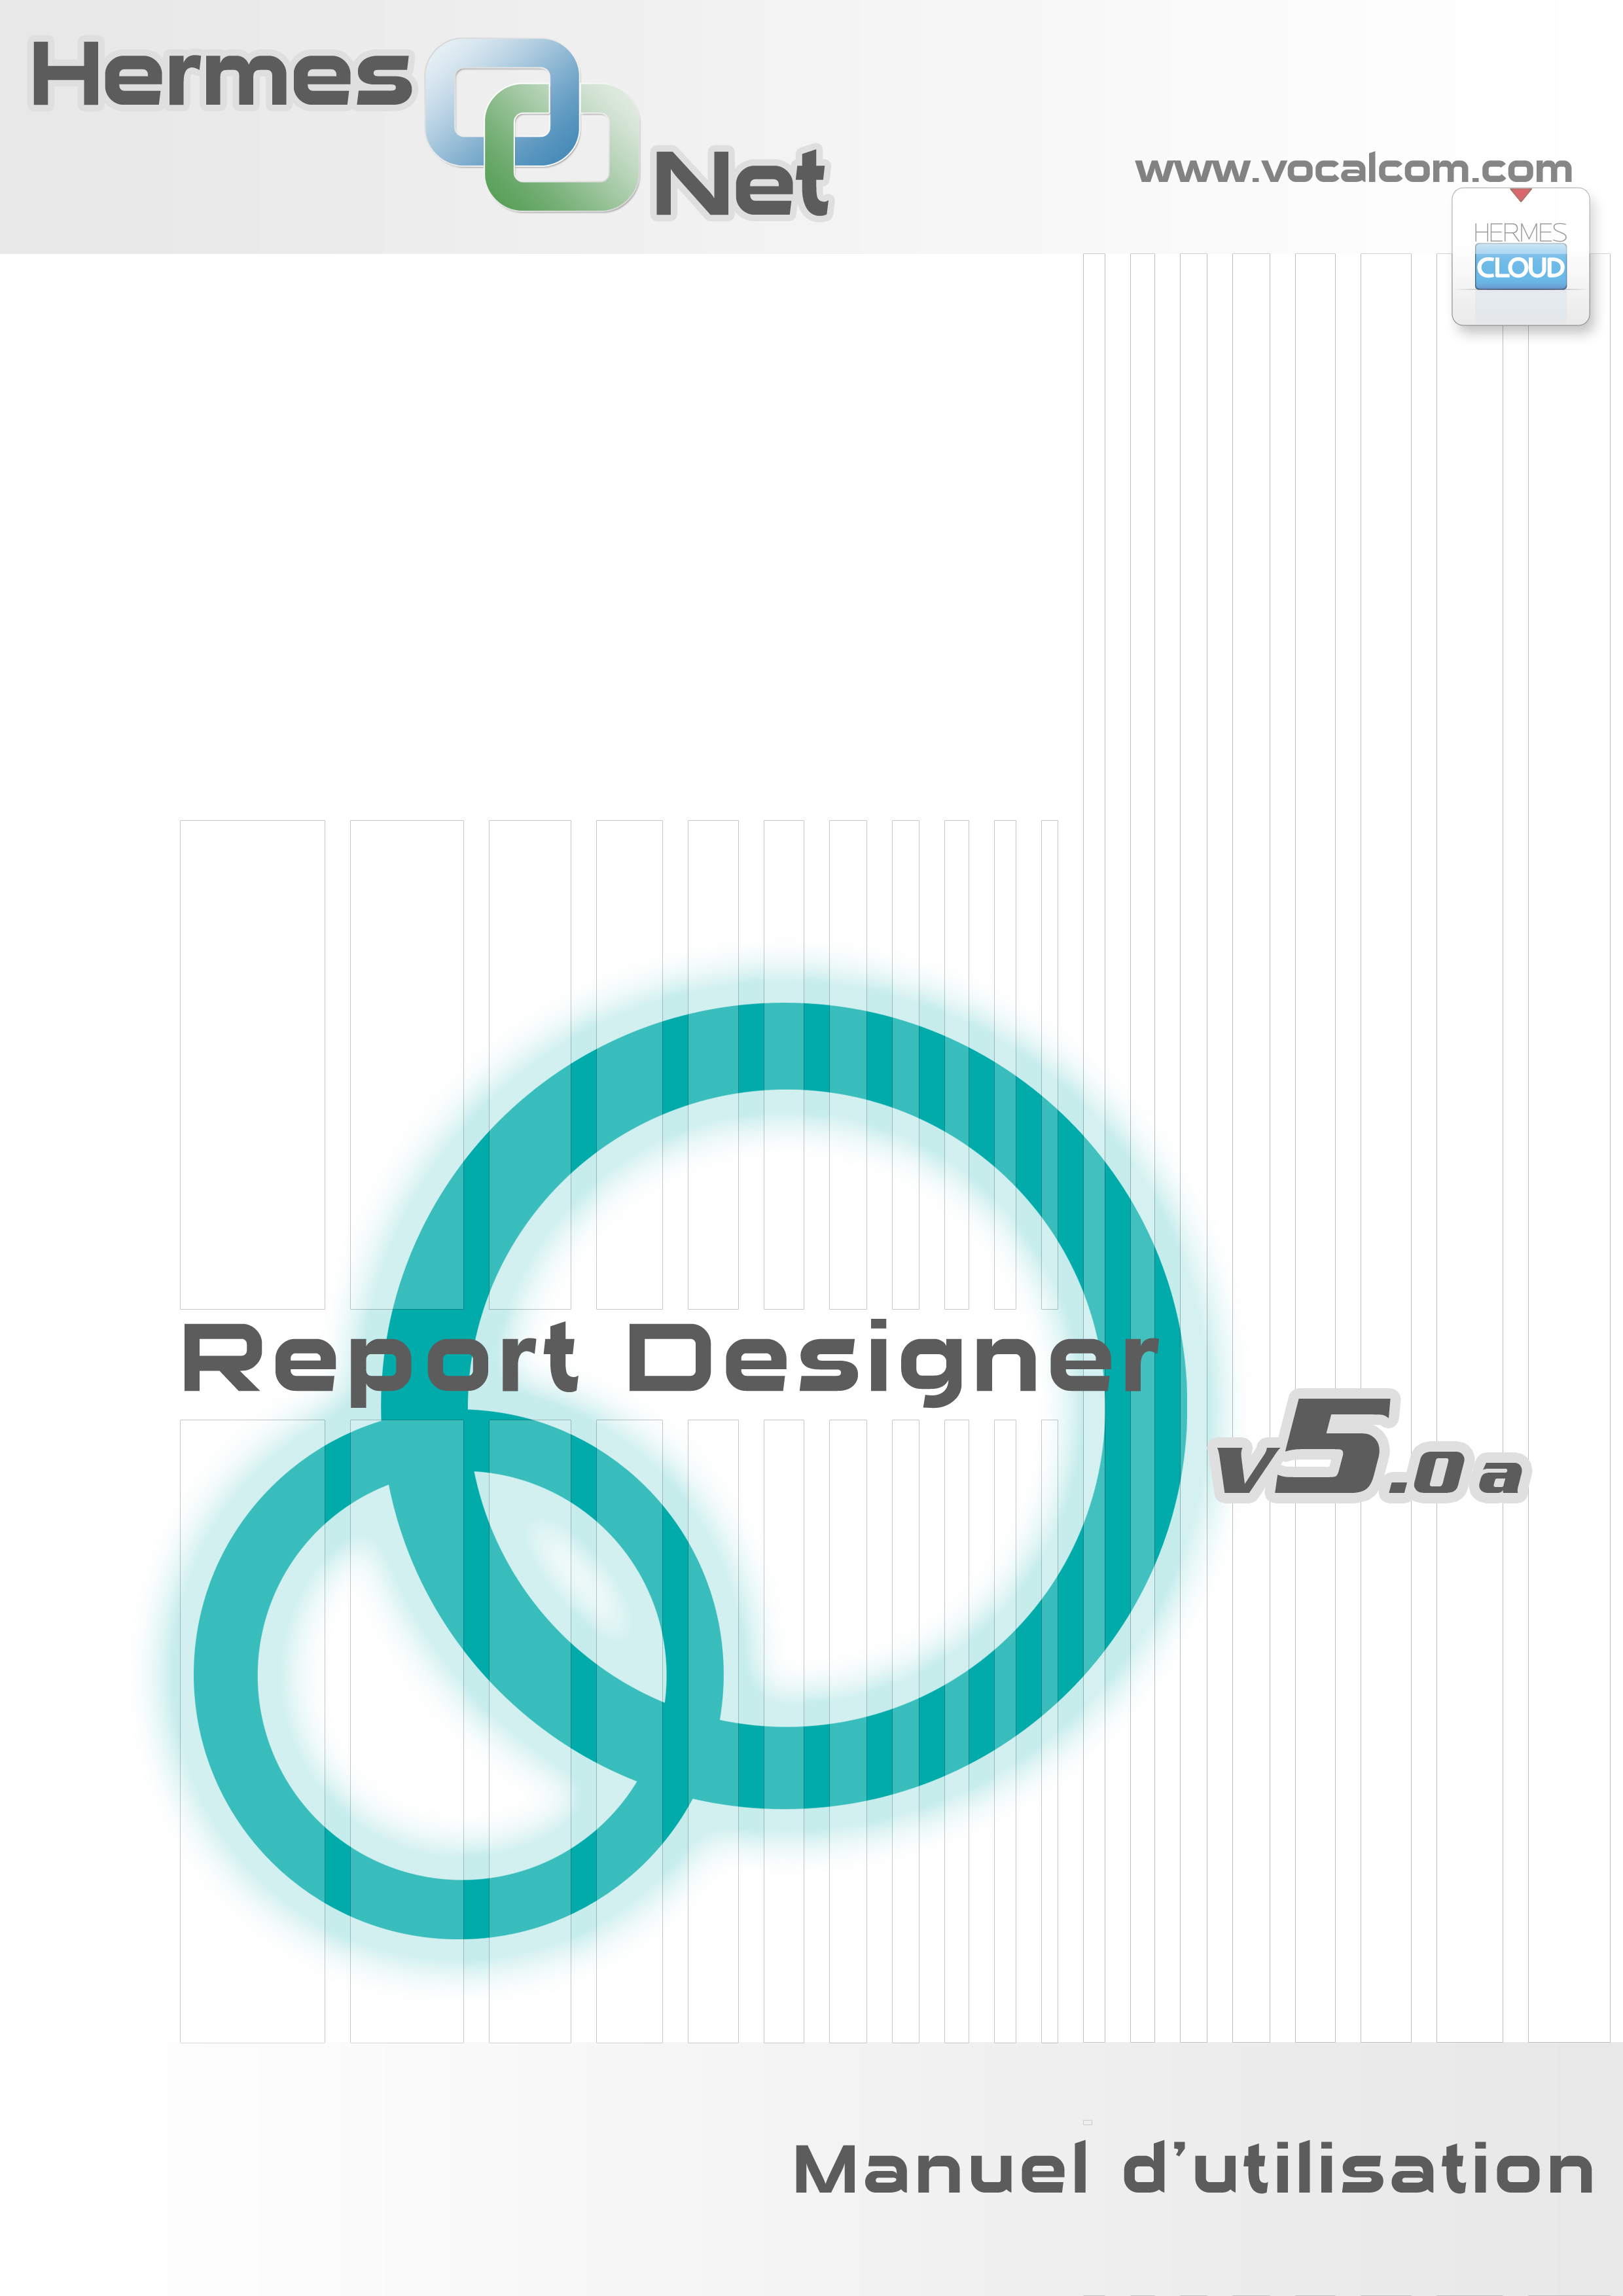 Hermes
Net
www.vocalcom.com
HERMES
CLOUD
Report Designer
v5.0a
Manuel d'utilisation